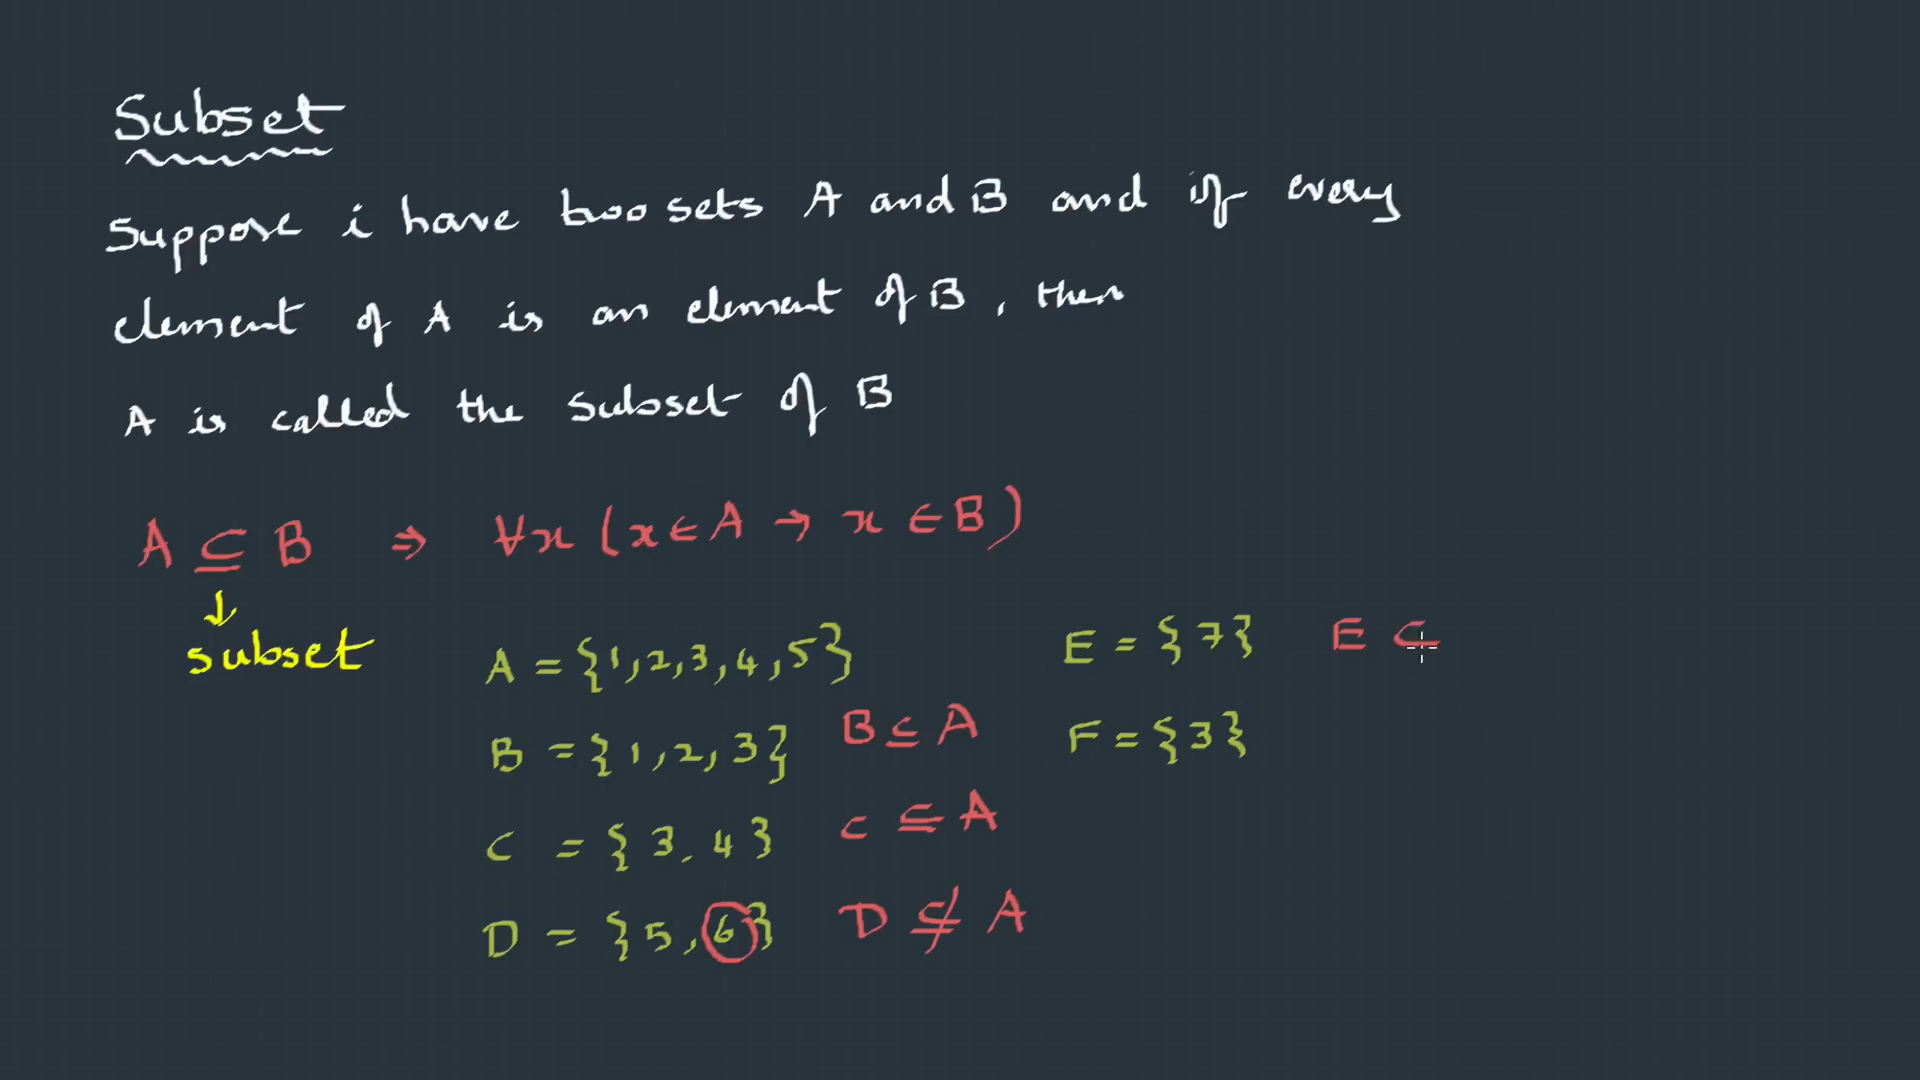 Subset
Suppose i have two sets A and B and if every
element of A is an element of B, then
A is called the subset of B
A ⊆ B ⇒ ∀x (x ∈ A → x ∈ B)
↓
subset
A = {1,2,3,4,5}
B = {1,2,3} B ⊆ A
C = {3,4} C ⊆ A
D = {5,6} D ⊈ A
E = {7} E ⊆
F = {3}